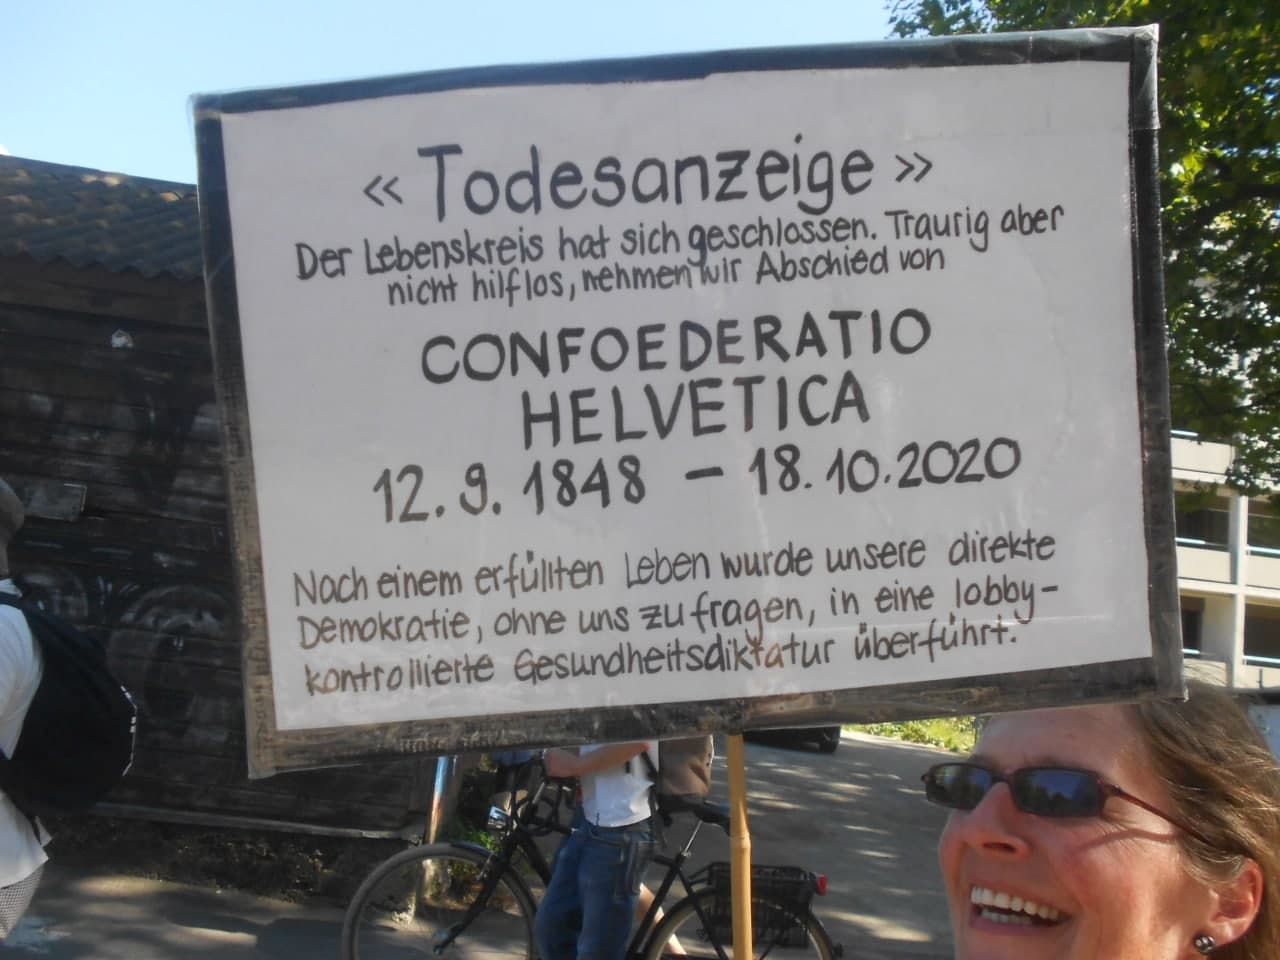 « Todesanzeige »
Der Lebenskreis hat sich geschlossen. Traurig aber
nicht hilflos, nehmen wir Abschied von
CONFOEDERATIO
HELVETICA
12. 9. 1848 – 18. 10. 2020
Nach einem erfüllten Leben wurde unsere direkte
Demokratie, ohne uns zu fragen, in eine lobby-
kontrollierte Gesundheitsdiktatur überführt.